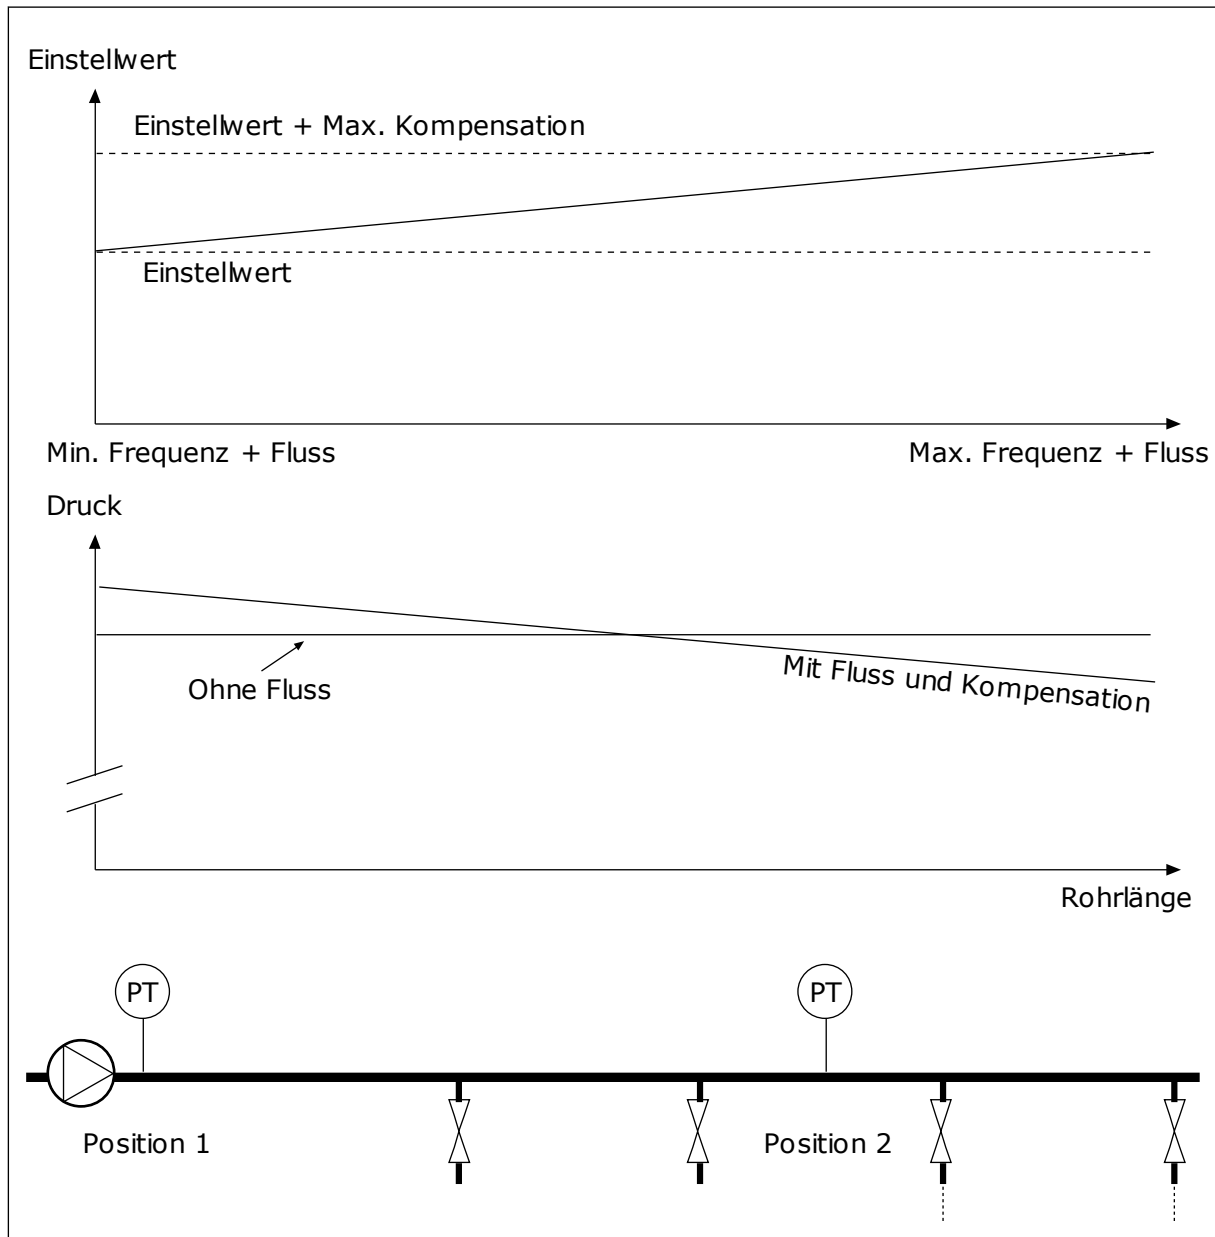 Einstellwert
Einstellwert + Max. Kompensation
Einstellwert
Min. Frequenz + Fluss
Max. Frequenz + Fluss
Druck
Ohne Fluss
Mit Fluss und Kompensation
Rohrlänge
PT
PT
Position 1
Position 2